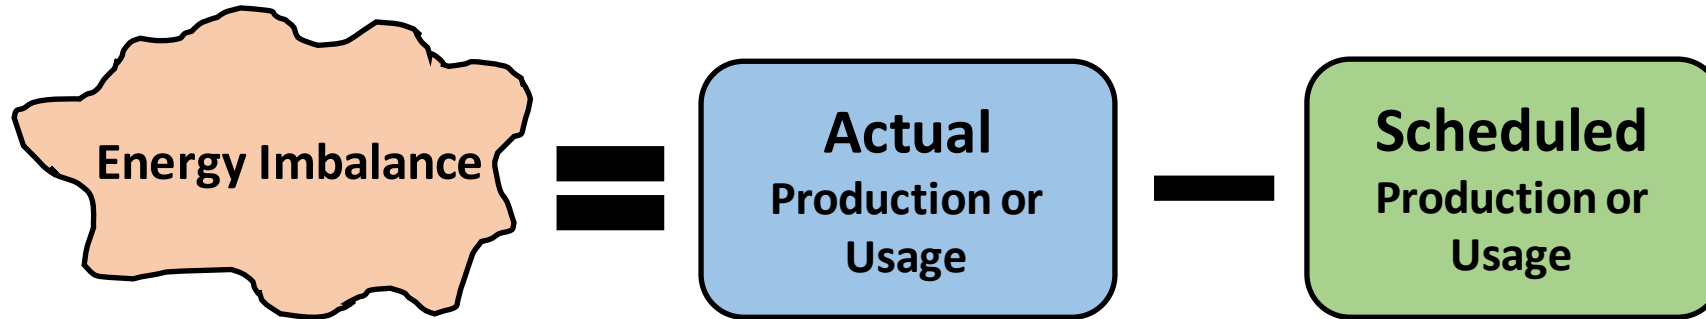 Energy Imbalance
Actual
Production or
Usage
Scheduled
Production or
Usage